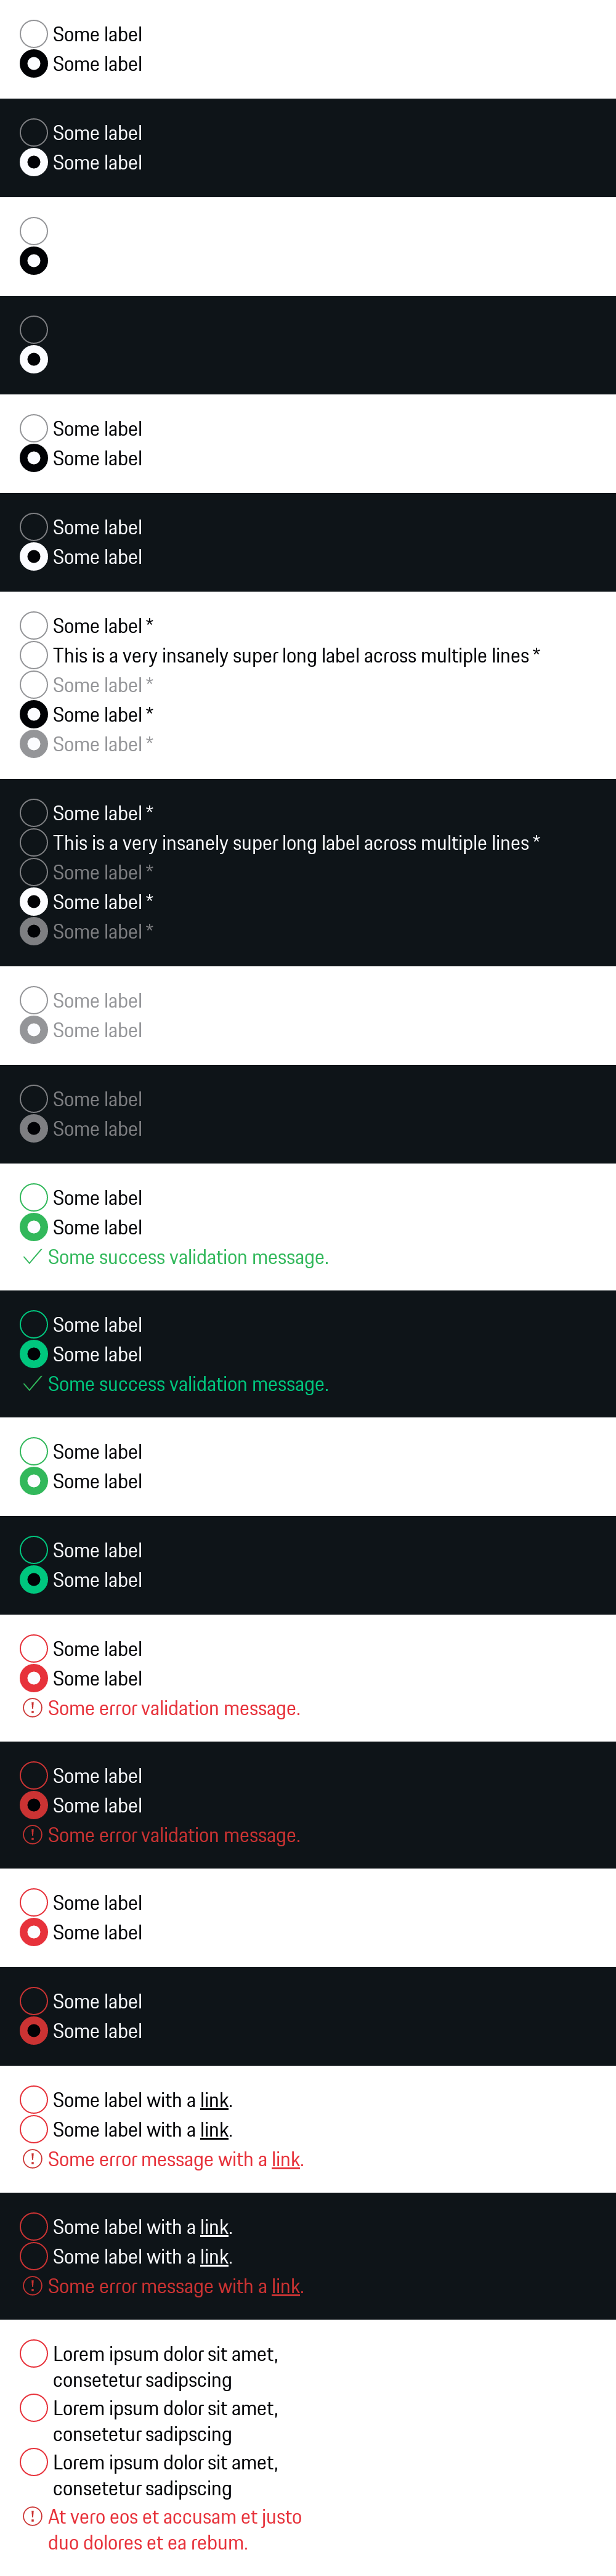 Some label
Some label
Some label
Some label
Some label
Some label
Some label
Some label
Some label *
This is a very insanely super long label across multiple lines *
Some label *
Some label *
Some label *
Some label *
This is a very insanely super long label across multiple lines *
Some label *
Some label *
Some label *
Some label
Some label
Some label
Some label
Some label
Some label
Some success validation message.
Some label
Some label
Some success validation message.
Some label
Some label
Some label
Some label
Some label
Some label
Some error validation message.
Some label
Some label
Some error validation message.
Some label
Some label
Some label
Some label
Some label with a link.
Some label with a link.
Some error message with a link.
Some label with a link.
Some label with a link.
Some error message with a link.
Lorem ipsum dolor sit amet,
consetetur sadipscing
Lorem ipsum dolor sit amet,
consetetur sadipscing
Lorem ipsum dolor sit amet,
consetetur sadipscing
At vero eos et accusam et justo
duo dolores et ea rebum.